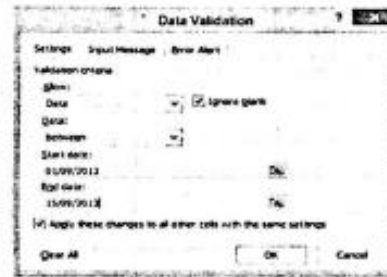 Data Validation ?
Settings Input Message Error Alert
Validation criteria
Allow:
Date Ignore blank
Data:
between
Start date:
01/09/2013
End date:
15/09/2013
Apply these changes to all other cells with the same settings
Clear All OK Cancel